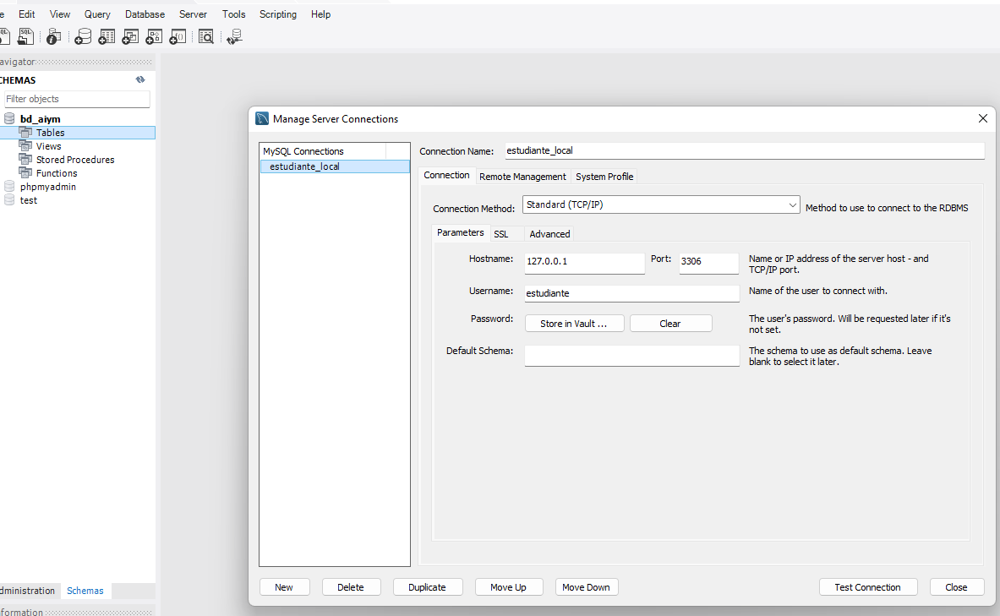 e Edit View Query Database Server Tools Scripting Help
avigator
CHEMAS
Filter objects
bd_aiym
Tables
Views
Stored Procedures
Functions
phpmyadmin
test
dministration Schemas
nformation
Manage Server Connections
MySQL Connections
estudiante_local
Connection Name: estudiante_local
Connection Remote Management System Profile
Connection Method: Standard (TCP/IP) Method to use to connect to the RDBMS
Parameters SSL Advanced
Hostname: 127.0.0.1 Port: 3306 Name or IP address of the server host - and
TCP/IP port.
Username: estudiante Name of the user to connect with.
Password: Store in Vault ... Clear The user's password. Will be requested later if it's
not set.
Default Schema: The schema to use as default schema. Leave
blank to select it later.
New Delete Duplicate Move Up Move Down Test Connection Close